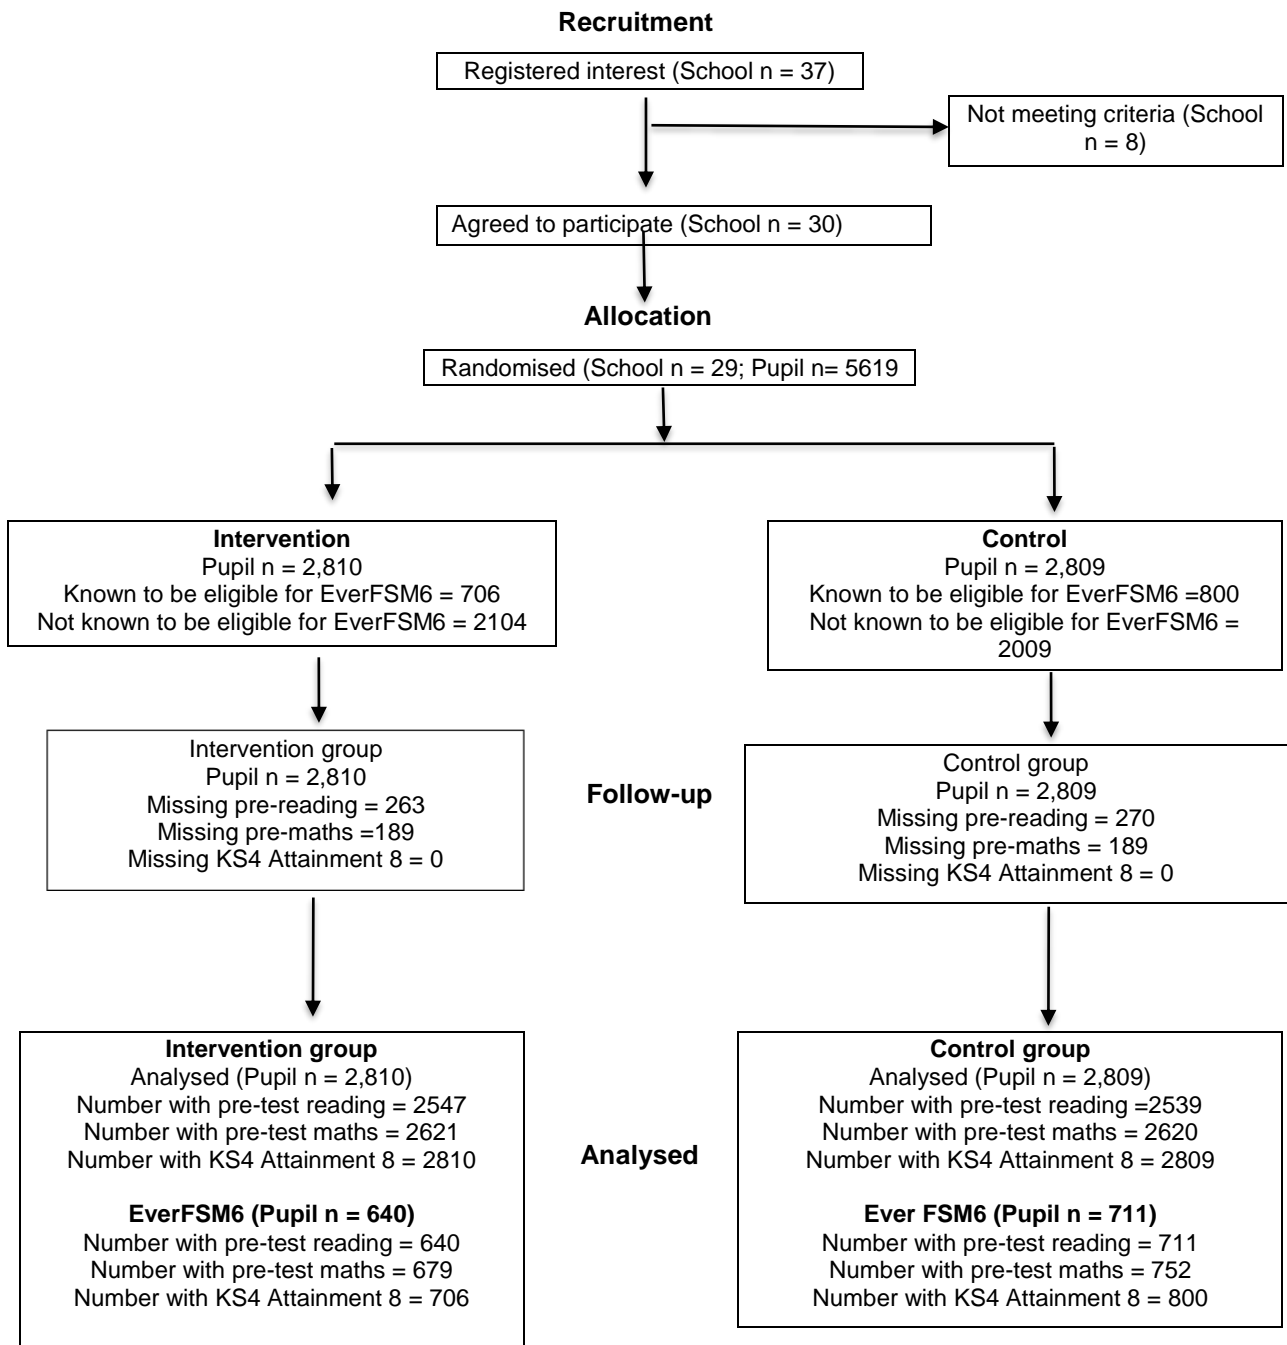 Recruitment
Registered interest (School n = 37)
Not meeting criteria (School
n = 8)
Agreed to participate (School n = 30)
Allocation
Randomised (School n = 29; Pupil n= 5619
Intervention
Pupil n = 2,810
Known to be eligible for EverFSM6 = 706
Not known to be eligible for EverFSM6 = 2104
Control
Pupil n = 2,809
Known to be eligible for EverFSM6 =800
Not known to be eligible for EverFSM6 =
2009
Intervention group
Pupil n = 2,810
Missing pre-reading = 263
Missing pre-maths =189
Missing KS4 Attainment 8 = 0
Follow-up
Control group
Pupil n = 2,809
Missing pre-reading = 270
Missing pre-maths = 189
Missing KS4 Attainment 8 = 0
Intervention group
Analysed (Pupil n = 2,810)
Number with pre-test reading = 2547
Number with pre-test maths = 2621
Number with KS4 Attainment 8 = 2810
EverFSM6 (Pupil n = 640)
Number with pre-test reading = 640
Number with pre-test maths = 679
Number with KS4 Attainment 8 = 706
Analysed
Control group
Analysed (Pupil n = 2,809)
Number with pre-test reading =2539
Number with pre-test maths = 2620
Number with KS4 Attainment 8 = 2809
Ever FSM6 (Pupil n = 711)
Number with pre-test reading = 711
Number with pre-test maths = 752
Number with KS4 Attainment 8 = 800